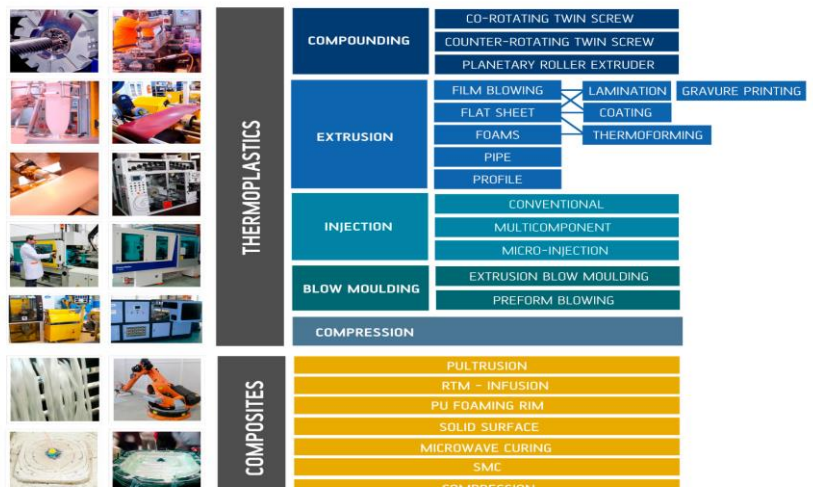 THERMOPLASTICS
COMPOUNDING
CO-ROTATING TWIN SCREW
COUNTER-ROTATING TWIN SCREW
PLANETARY ROLLER EXTRUDER
EXTRUSION
FILM BLOWING
LAMINATION
GRAVURE PRINTING
FLAT SHEET
COATING
FOAMS
THERMOFORMING
PIPE
PROFILE
INJECTION
CONVENTIONAL
MULTICOMPONENT
MICRO-INJECTION
BLOW MOULDING
EXTRUSION BLOW MOULDING
PREFORM BLOWING
COMPRESSION
COMPOSITES
PULTRUSION
RTM - INFUSION
PU FOAMING RIM
SOLID SURFACE
MICROWAVE CURING
SMC
COMPRESSION